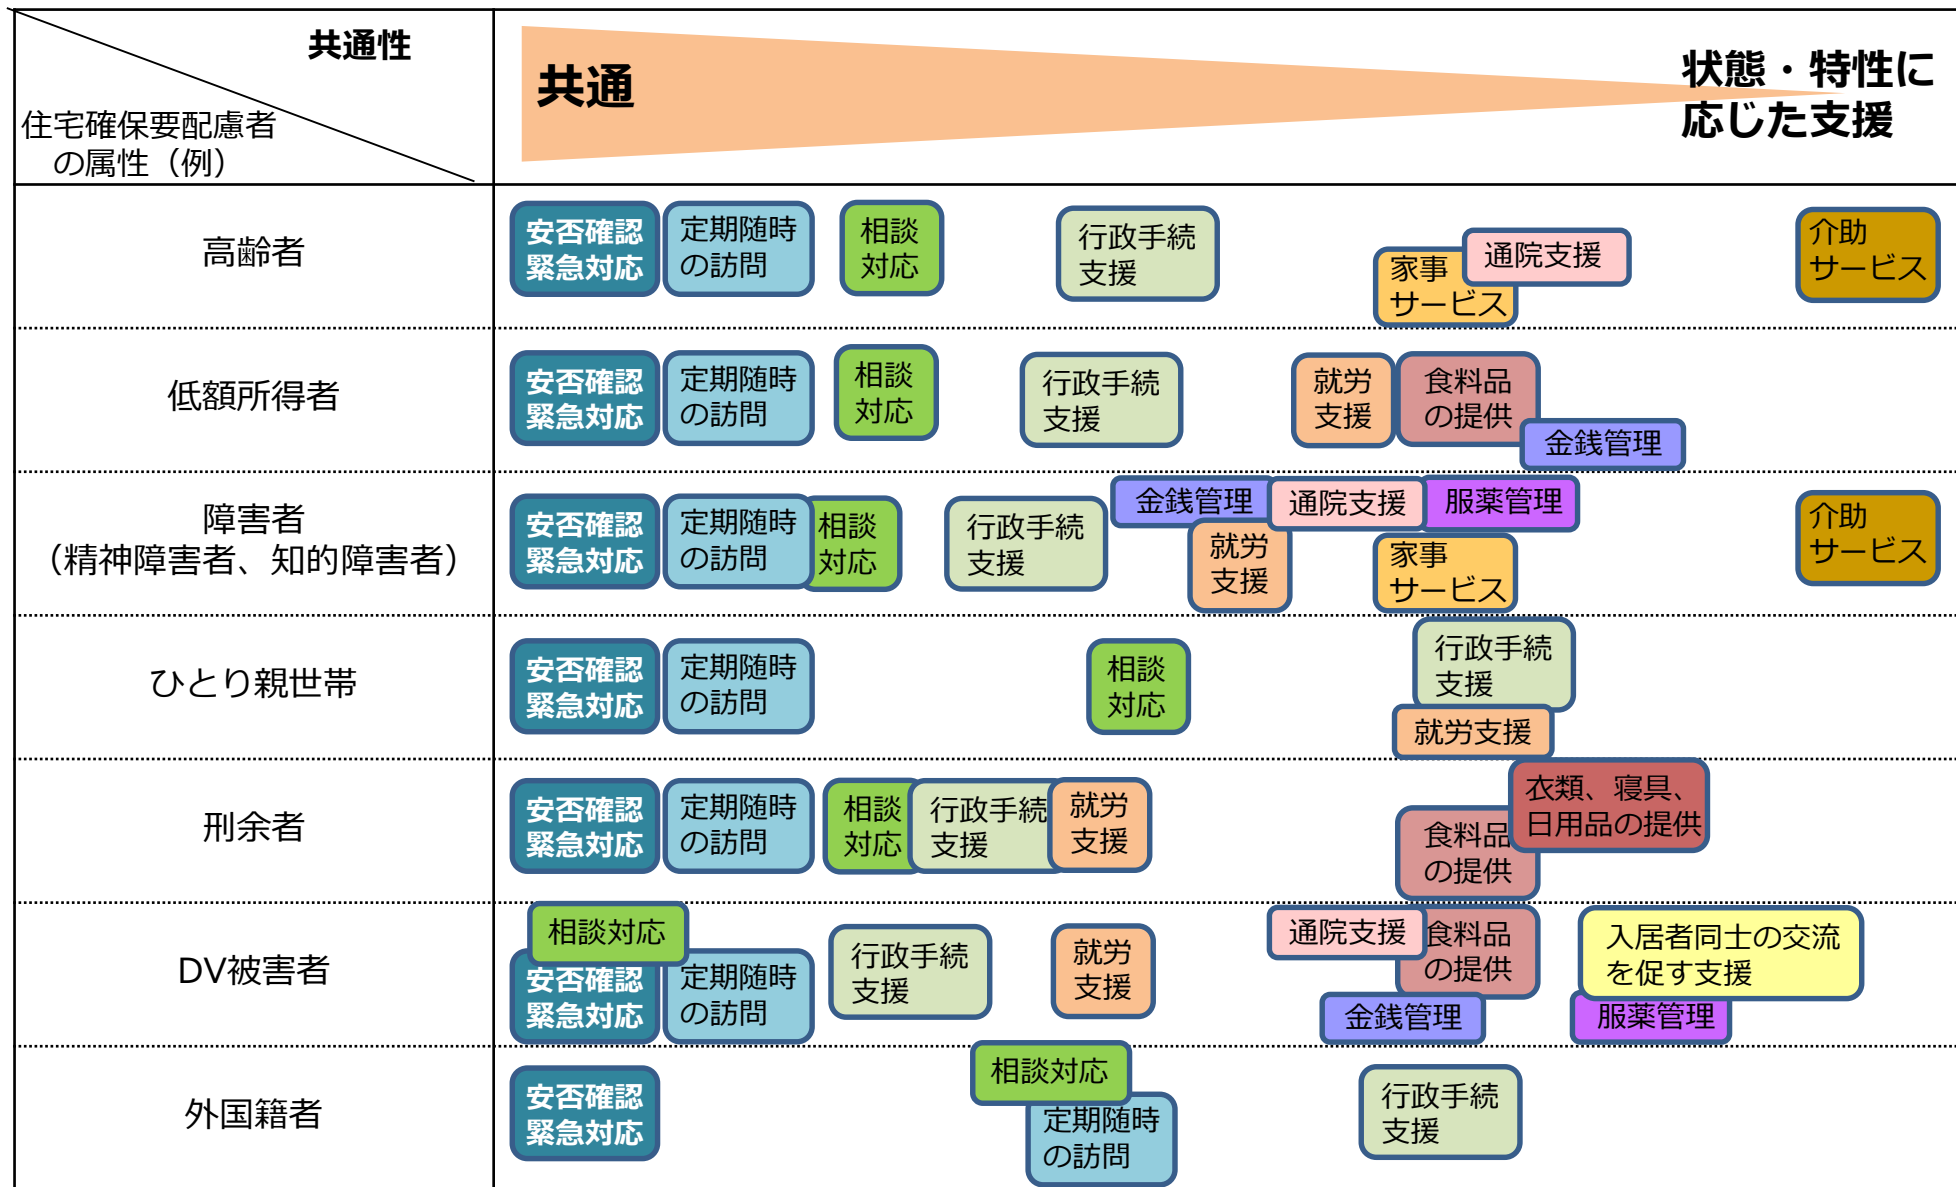 共通性
住宅確保要配慮者
の属性（例）
共通
状態・特性に
応じた支援
高齢者
安否確認
緊急対応
定期随時
の訪問
相談
対応
行政手続
支援
家事
サービス
通院支援
介助
サービス
低額所得者
安否確認
緊急対応
定期随時
の訪問
相談
対応
行政手続
支援
就労
支援
食料品
の提供
金銭管理
障害者
（精神障害者、知的障害者）
安否確認
緊急対応
定期随時
の訪問
相談
対応
行政手続
支援
金銭管理
就労
支援
通院支援
服薬管理
家事
サービス
介助
サービス
ひとり親世帯
安否確認
緊急対応
定期随時
の訪問
相談
対応
行政手続
支援
就労支援
刑余者
安否確認
緊急対応
定期随時
の訪問
相談
対応
行政手続
支援
就労
支援
食料品
の提供
衣類、寝具、
日用品の提供
DV被害者
相談対応
安否確認
緊急対応
定期随時
の訪問
行政手続
支援
就労
支援
通院支援
食料品
の提供
金銭管理
入居者同士の交流
を促す支援
服薬管理
外国籍者
安否確認
緊急対応
相談対応
定期随時
の訪問
行政手続
支援